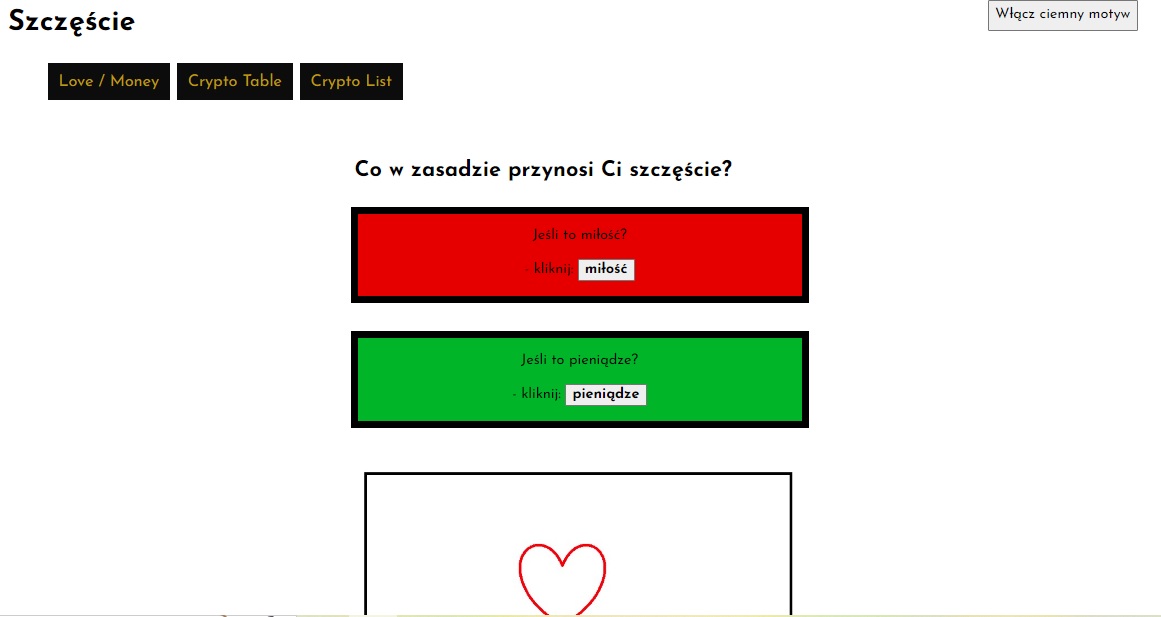 Szczęście
Włącz ciemny motyw
Love / Money
Crypto Table
Crypto List
Co w zasadzie przynosi Ci szczęście?
Jeśli to miłość?
- kliknij: miłość
Jeśli to pieniądze?
- kliknij: pieniądze